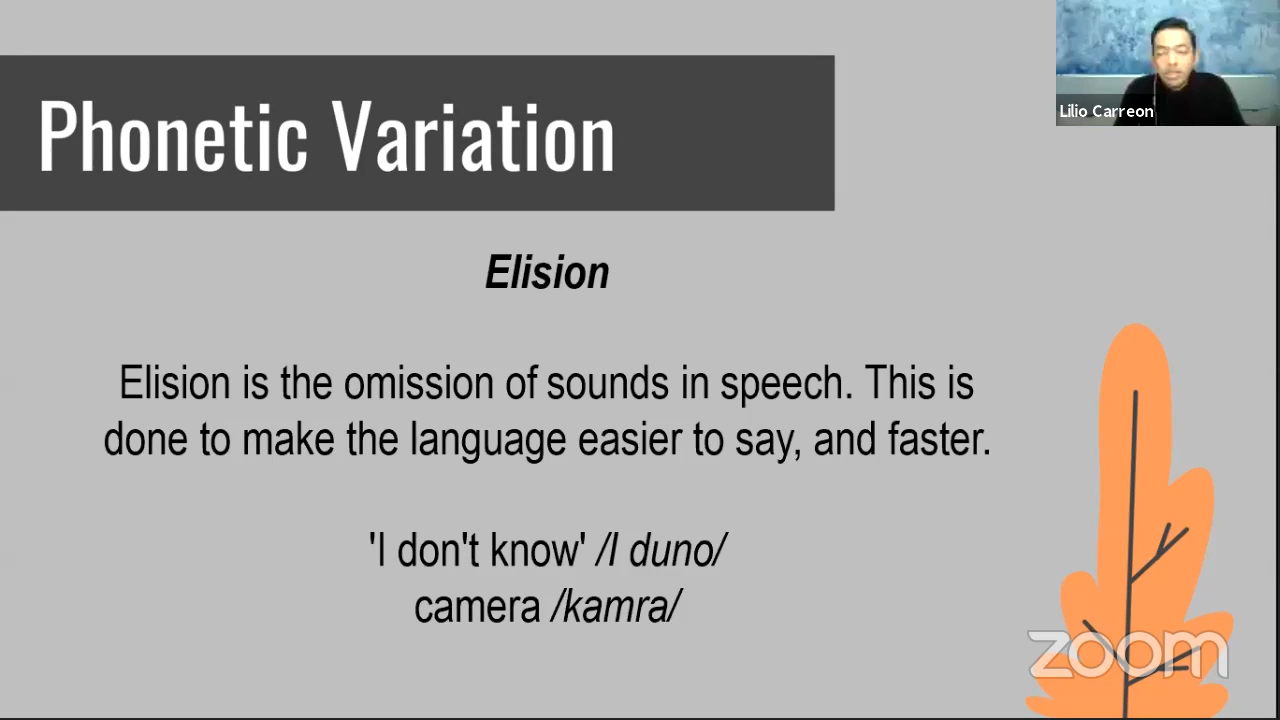 Lilio Carreon
Phonetic Variation
Elision
Elision is the omission of sounds in speech. This is
done to make the language easier to say, and faster.
'I don't know' /I duno/
camera /kamra/
zoom